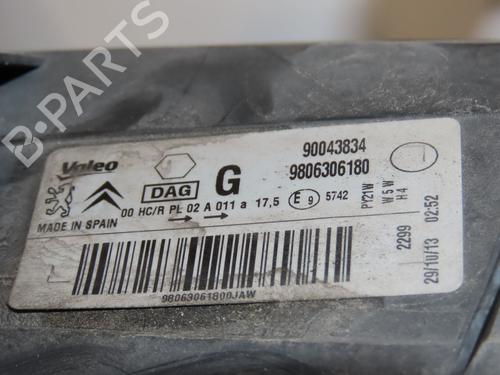 B-PARTS
Valeo
DAG
G
90043834
9806306180
00 HC/R PL 02 A 011 a 17,5
E 9
5742
PY21W
W5W
H4
MADE IN SPAIN
2299
29/10/13 02:52
98063061800JAW